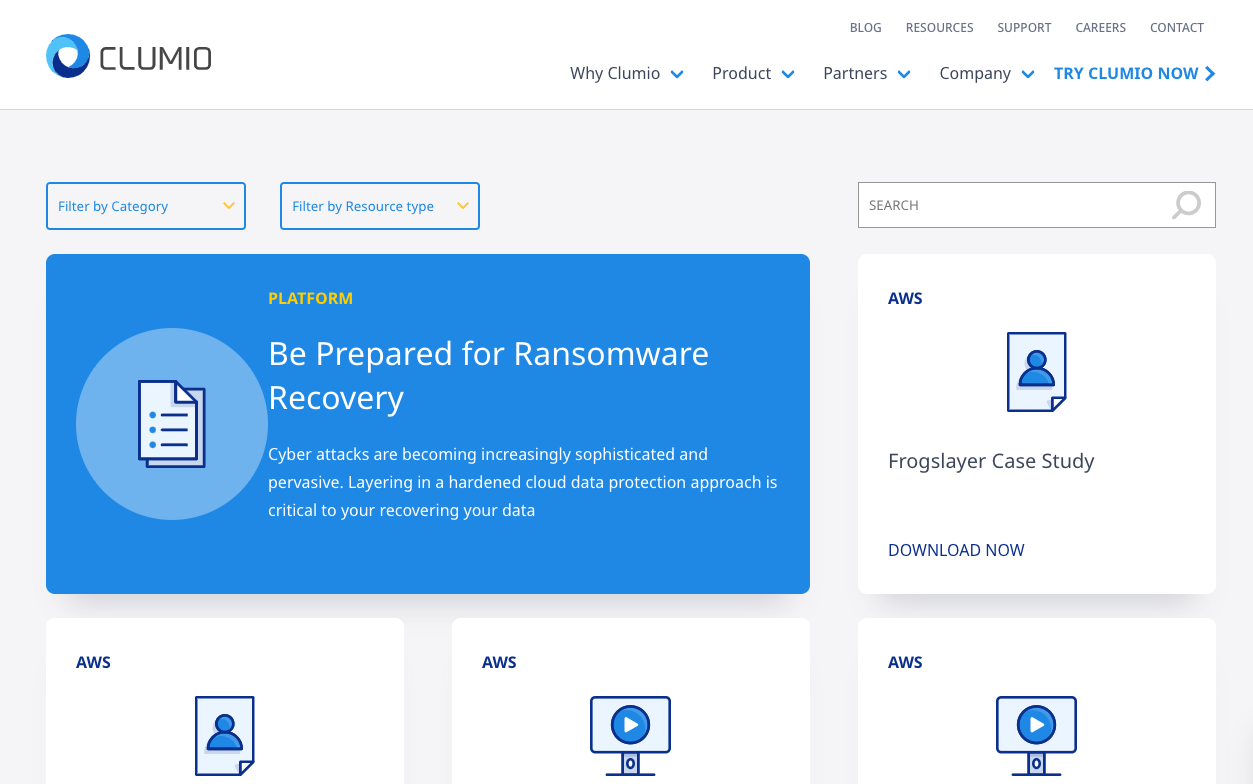 BLOG RESOURCES SUPPORT CAREERS CONTACT
CLUMIO
Why Clumio Product Partners Company TRY CLUMIO NOW
Filter by Category Filter by Resource type SEARCH
PLATFORM
Be Prepared for Ransomware
Recovery
Cyber attacks are becoming increasingly sophisticated and
pervasive. Layering in a hardened cloud data protection approach is
critical to your recovering your data
AWS
Frogslayer Case Study
DOWNLOAD NOW
AWS
AWS
AWS